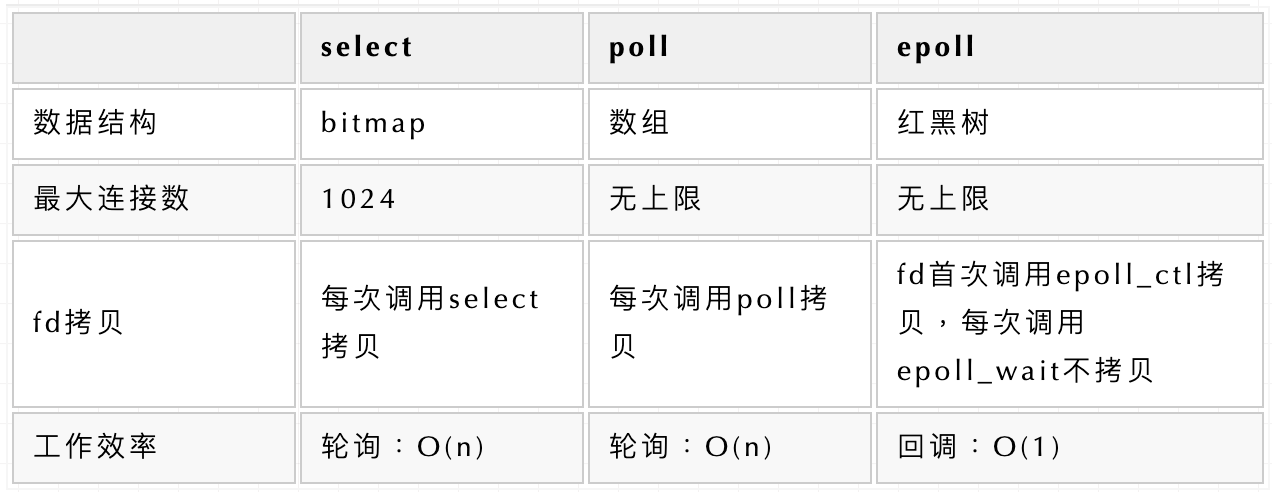 select poll epoll
数据结构 bitmap 数组 红黑树
最大连接数 1024 无上限 无上限
fd拷贝
每次调用select
拷贝
每次调用poll拷
贝
fd首次调用epoll_ctl拷
贝，每次调用
epoll_wait不拷贝
工作效率 轮询：O(n) 轮询：O(n) 回调：O(1)